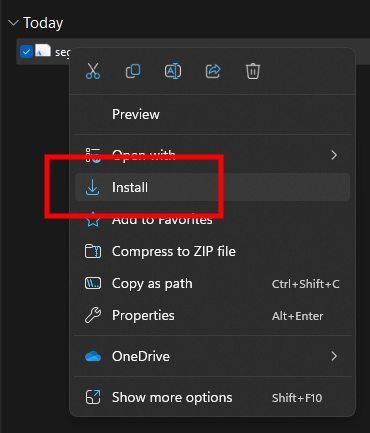 Today
seg
Preview
Open with
Install
Add to Favorites
Compress to ZIP file
Copy as path Ctrl+Shift+C
Properties Alt+Enter
OneDrive
Show more options Shift+F10